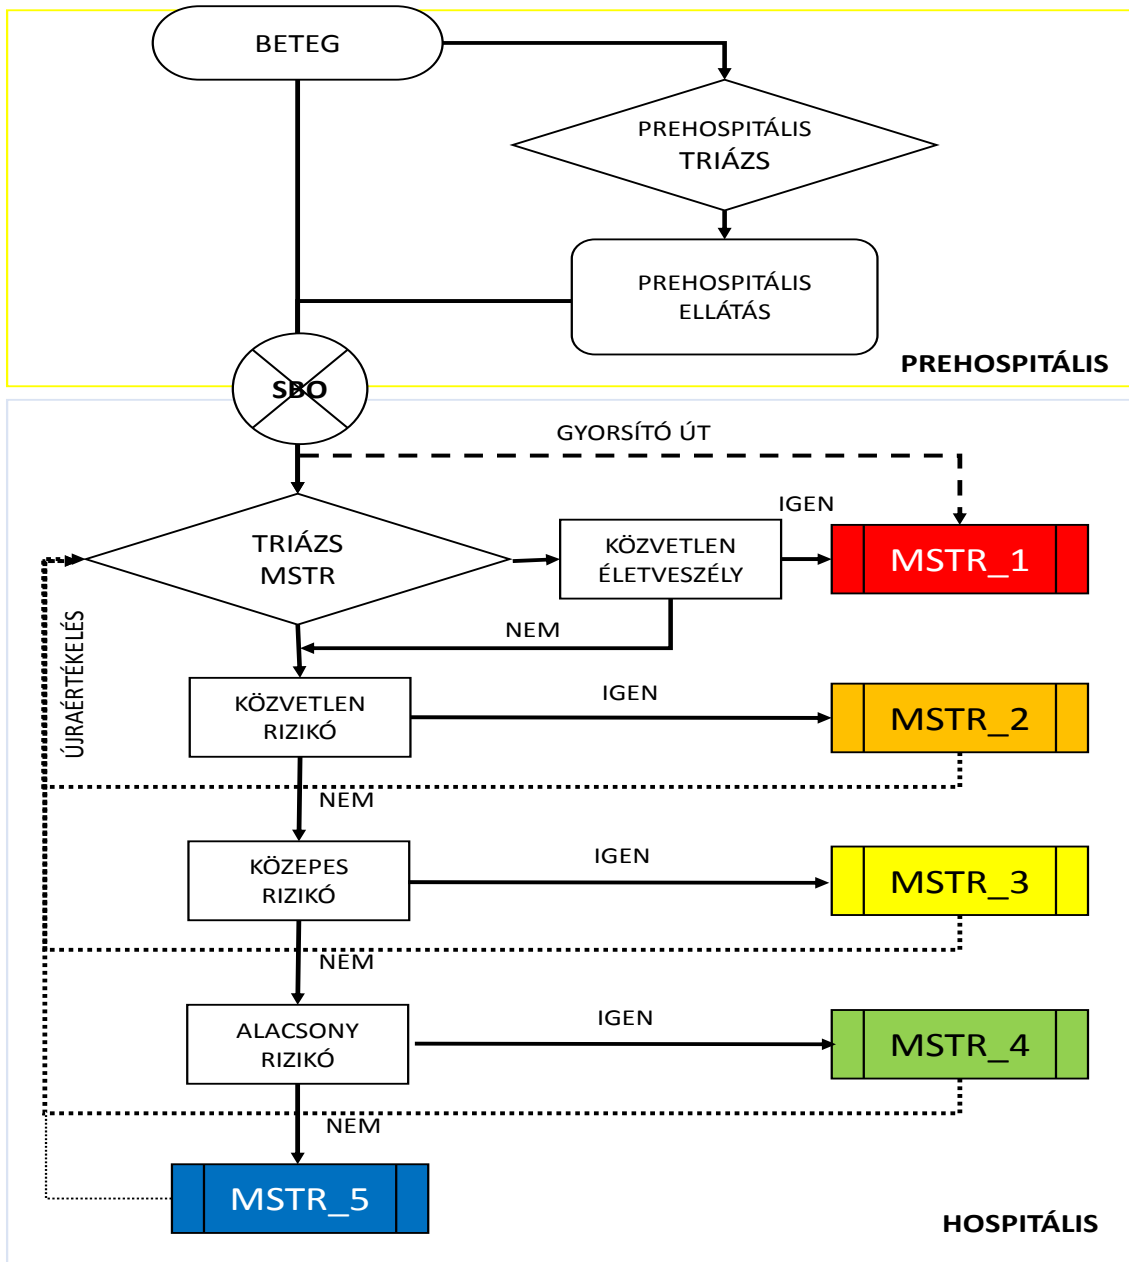 BETEG
PREHOSPITÁLIS
TRIÁZS
PREHOSPITÁLIS
ELLÁTÁS
PREHOSPITÁLIS
SBO
GYORSÍTÓ ÚT
IGEN
TRIÁZS
MSTR
KÖZVETLEN
ÉLETVESZÉLY
MSTR_1
NEM
ÚJRAÉRTÉKELÉS
KÖZVETLEN
RIZIKÓ
IGEN
MSTR_2
NEM
KÖZEPES
RIZIKÓ
IGEN
MSTR_3
NEM
ALACSONY
RIZIKÓ
IGEN
MSTR_4
NEM
MSTR_5
HOSPITÁLIS